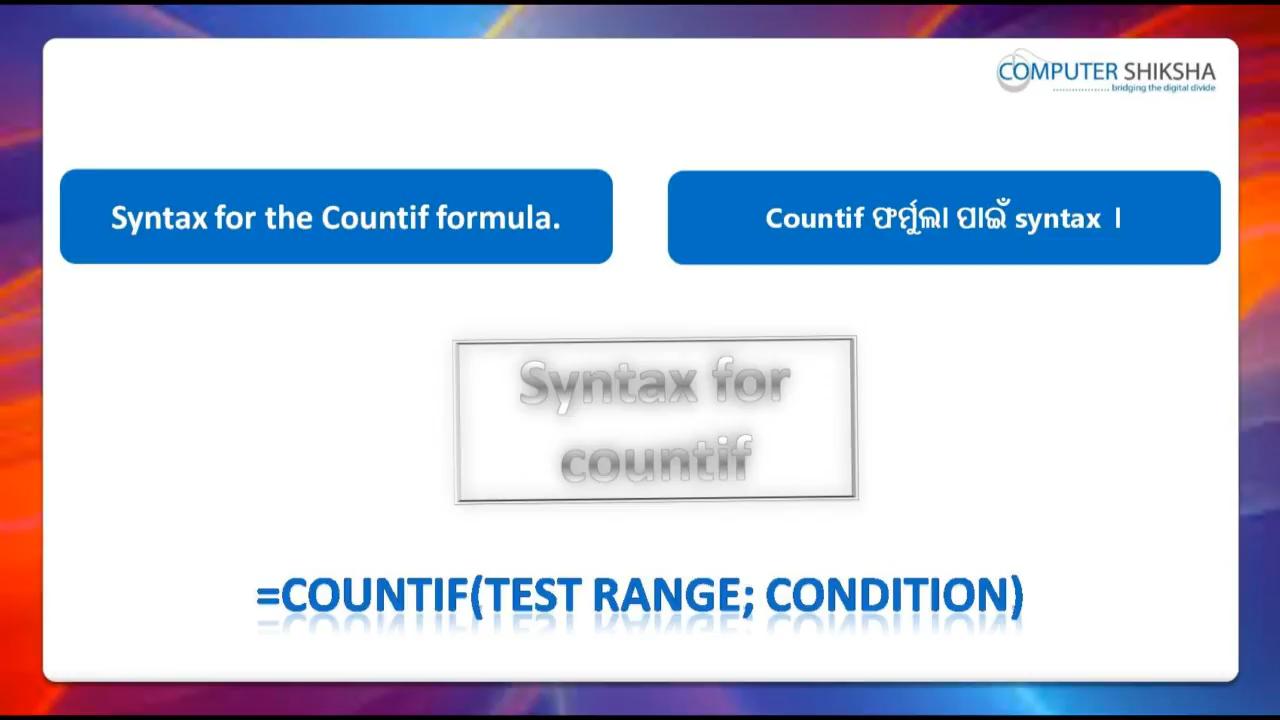 COMPUTER SHIKSHA
bridging the digital divide
Syntax for the Countif formula.
Countif ଫର୍ମୁଲା ପାଇଁ syntax ।
Syntax for
countif
=COUNTIF(TEST RANGE; CONDITION)